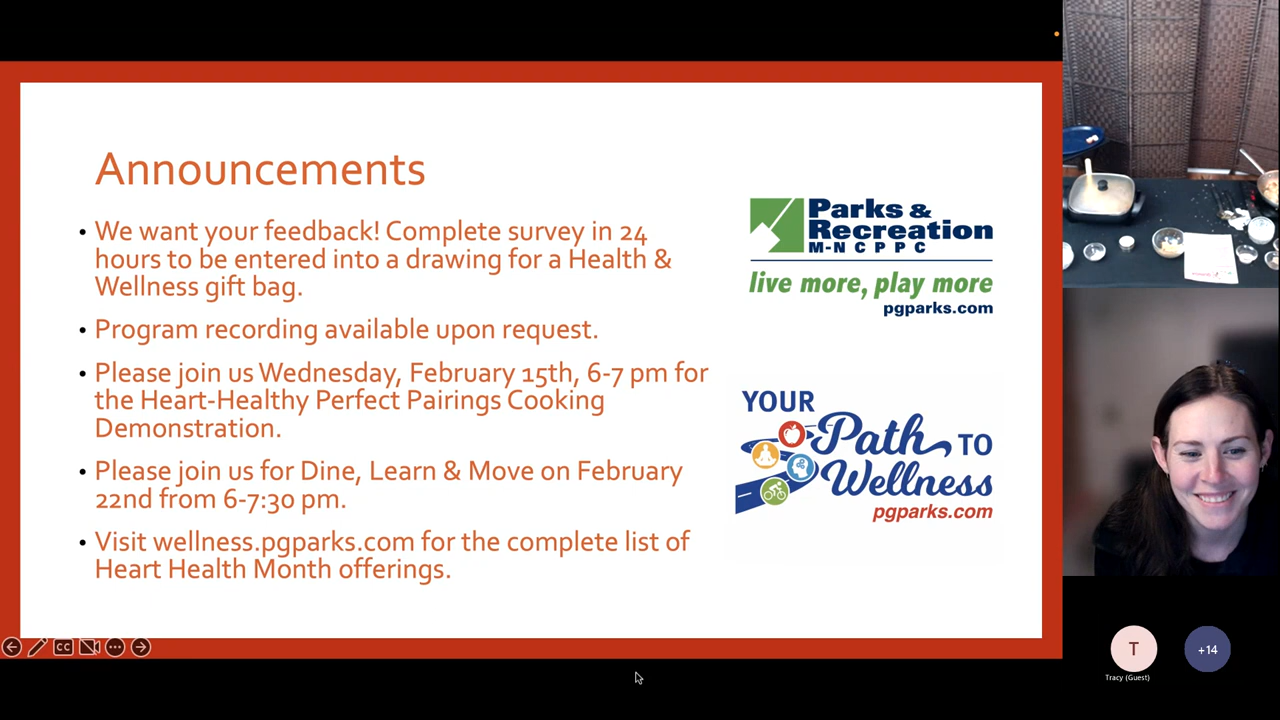 Announcements
• We want your feedback! Complete survey in 24
hours to be entered into a drawing for a Health &
Wellness gift bag.
• Program recording available upon request.
• Please join us Wednesday, February 15th, 6-7 pm for
the Heart-Healthy Perfect Pairings Cooking
Demonstration.
• Please join us for Dine, Learn & Move on February
22nd from 6-7:30 pm.
• Visit wellness.pgparks.com for the complete list of
Heart Health Month offerings.
Parks &
Recreation
M-NCPPC
live more, play more
pgparks.com
YOUR
Path TO
Wellness
pgparks.com
CC
T
+14
Tracy (Guest)